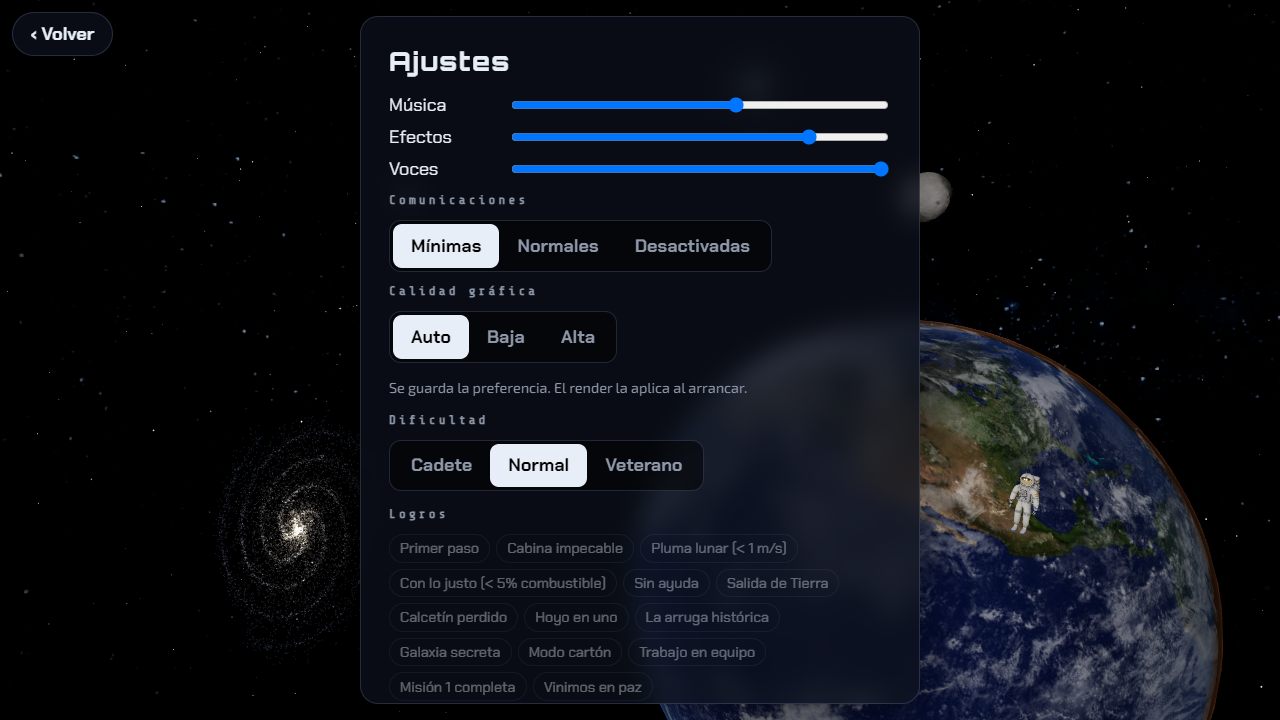 ‹ Volver
Ajustes
Música
Efectos
Voces
Comunicaciones
Mínimas Normales Desactivadas
Calidad gráfica
Auto Baja Alta
Se guarda la preferencia. El render la aplica al arrancar.
Dificultad
Cadete Normal Veterano
Logros
Primer paso Cabina impecable Pluma lunar (< 1 m/s)
Con lo justo (< 5% combustible) Sin ayuda Salida de Tierra
Calcetín perdido Hoyo en uno La arruga histórica
Galaxia secreta Modo cartón Trabajo en equipo
Misión 1 completa Vinimos en paz